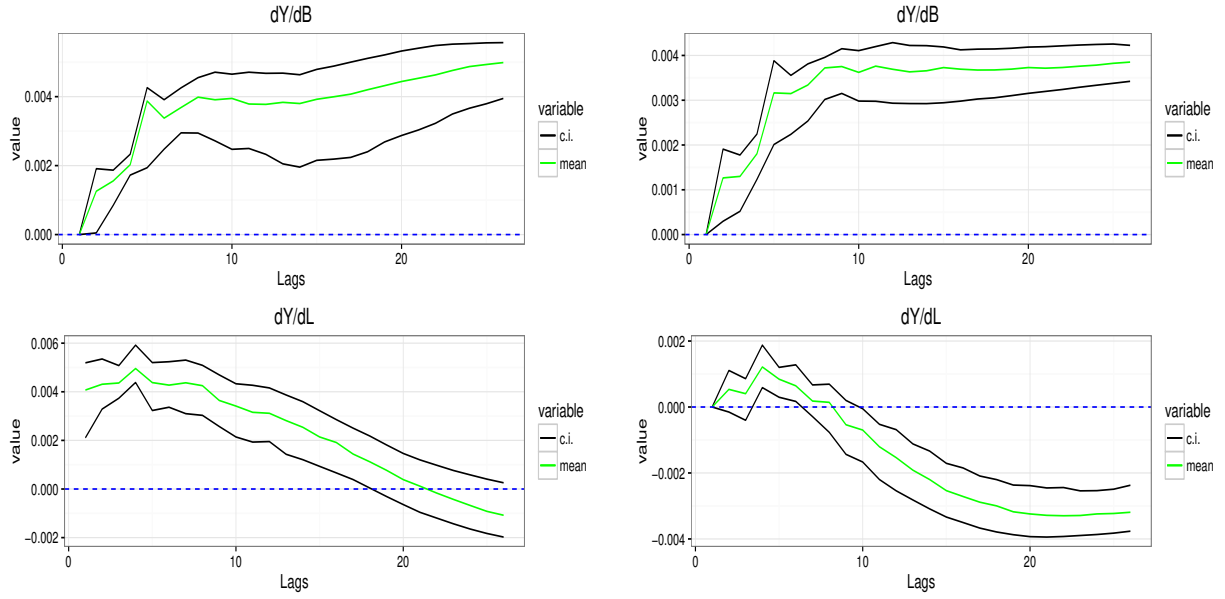 dY/dB
value
0.004
0.002
0.000
0
10
20
Lags
variable
c.i.
mean
dY/dB
value
0.004
0.003
0.002
0.001
0.000
0
10
20
Lags
variable
c.i.
mean
dY/dL
value
0.006
0.004
0.002
0.000
−0.002
0
10
20
Lags
variable
c.i.
mean
dY/dL
value
0.002
0.000
−0.002
−0.004
0
10
20
Lags
variable
c.i.
mean